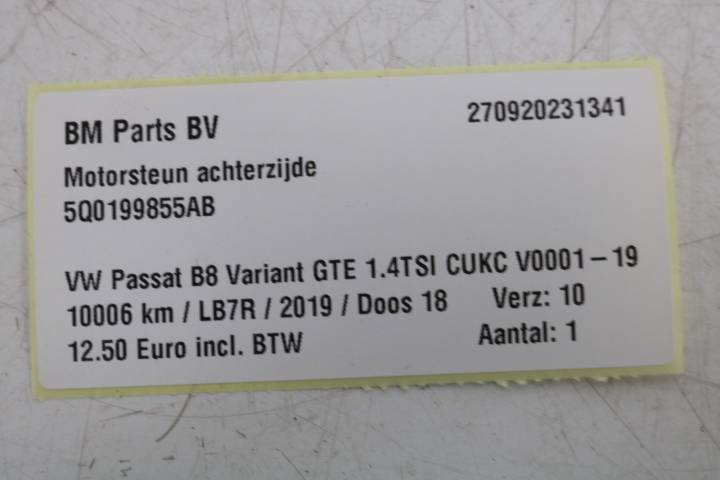 BM Parts BV 270920231341
Motorsteun achterzijde
5Q0199855AB
VW Passat B8 Variant GTE 1.4TSI CUKC V0001-19
10006 km / LB7R / 2019 / Doos 18 Verz: 10
12.50 Euro incl. BTW Aantal: 1